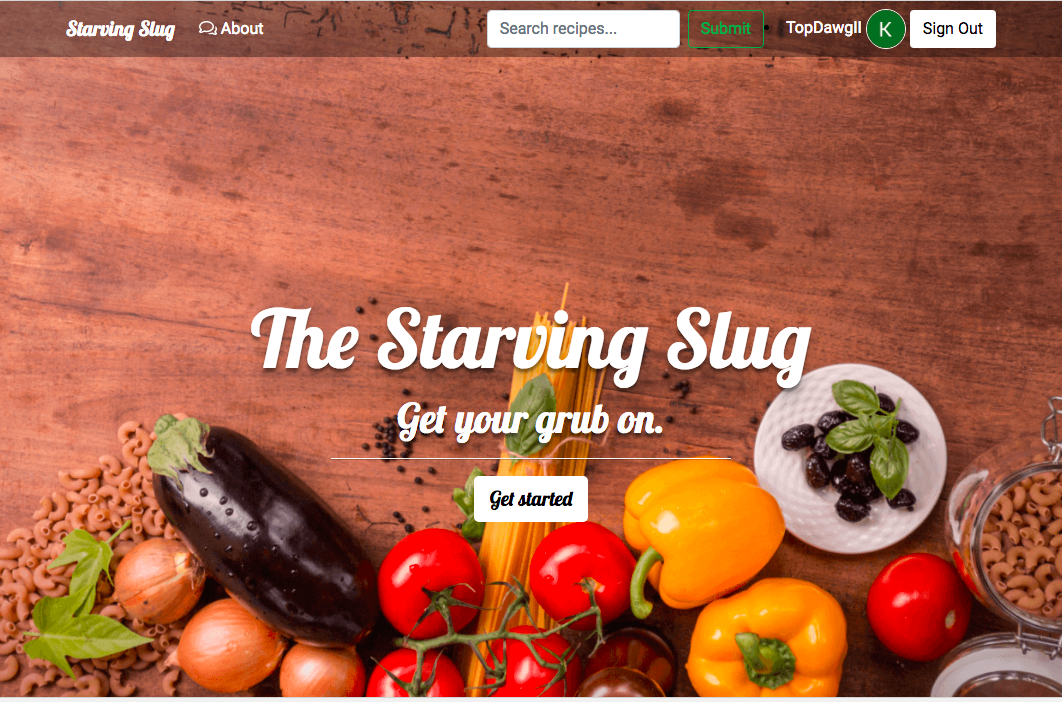 Starving Slug About Search recipes... Submit TopDawgII K Sign Out
The Starving Slug
Get your grub on.
Get started